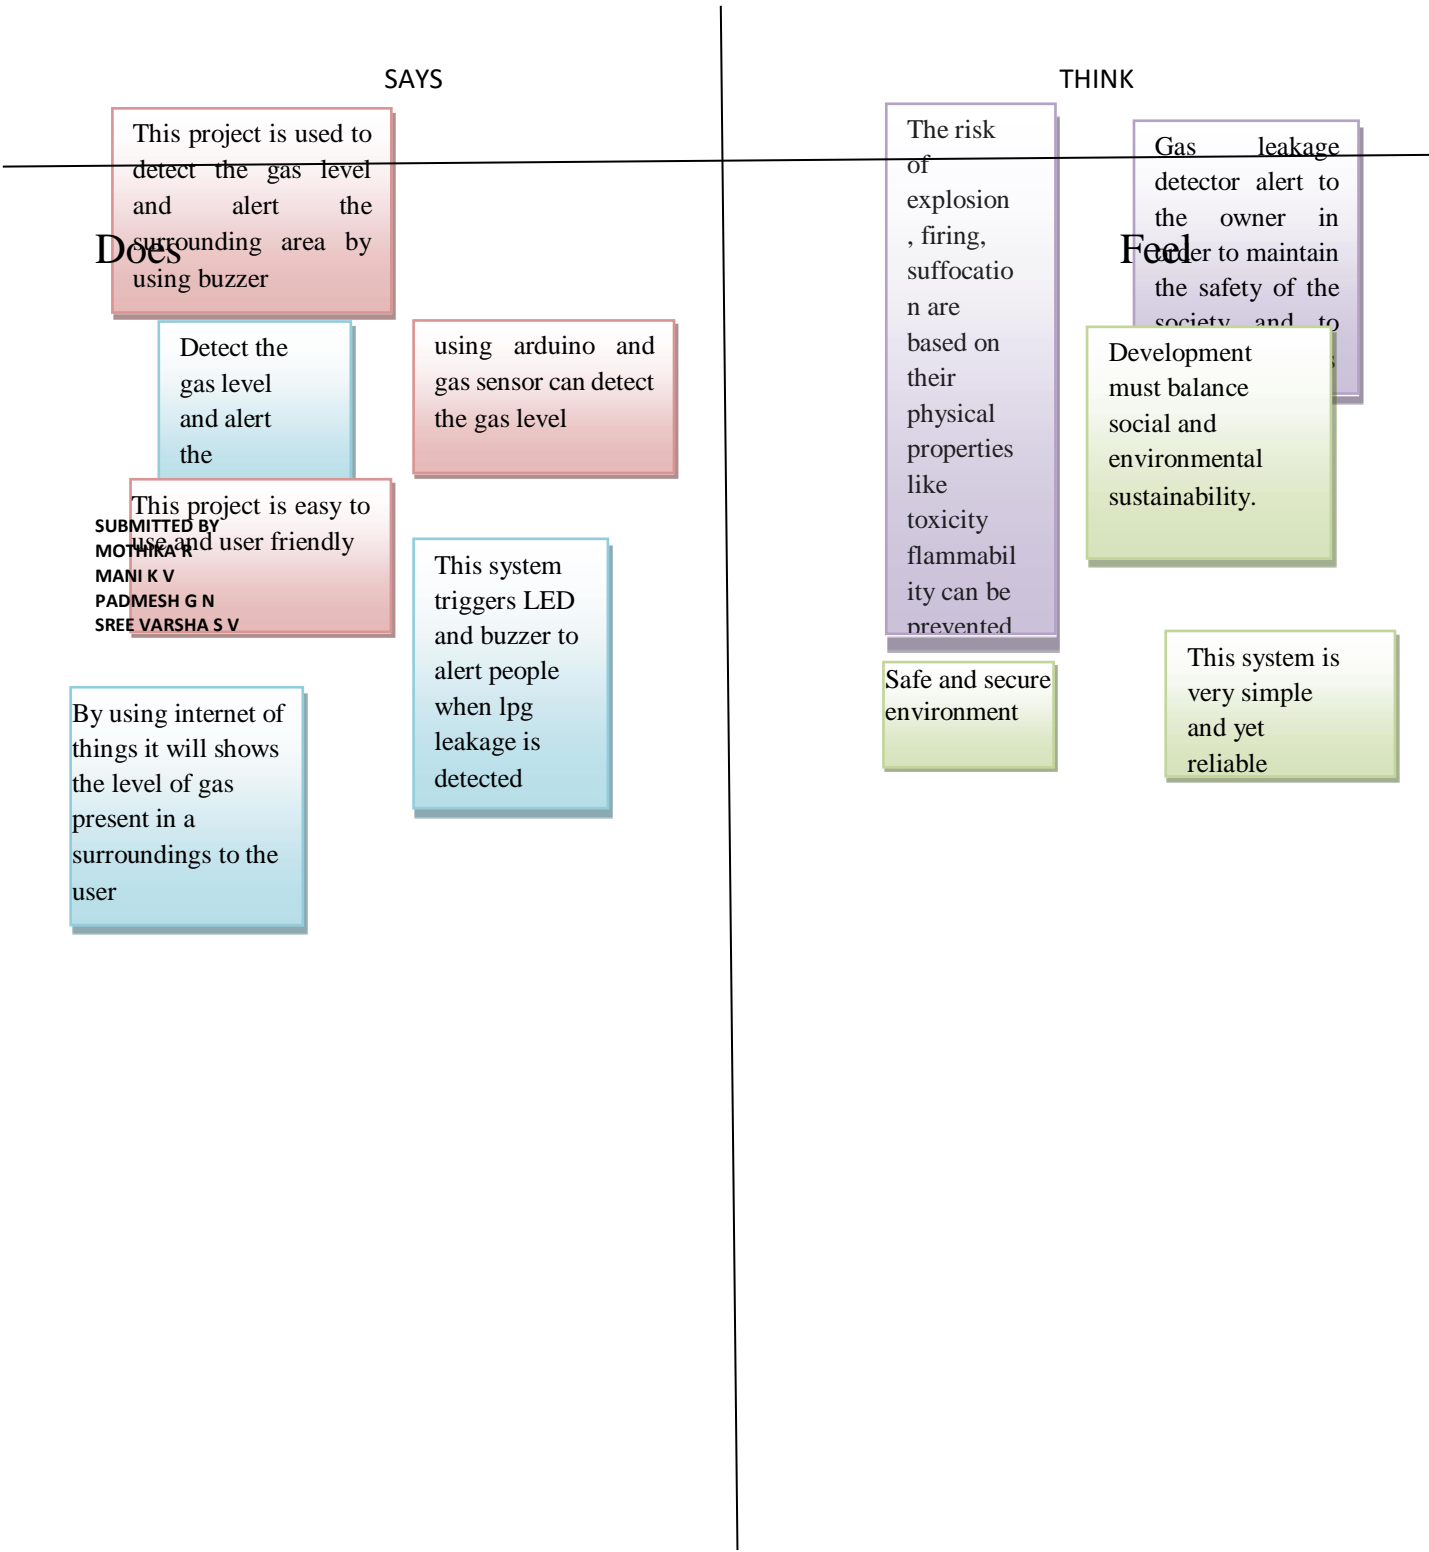 SAYS
THINK
This project is used to
detect the gas level
and alert the
surrounding area by
using buzzer
Does
Detect the
gas level
and alert
the
using arduino and
gas sensor can detect
the gas level
This project is easy to
use and user friendly
SUBMITTED BY
MOTHIKA R
MANI K V
PADMESH G N
SREE VARSHA S V
This system
triggers LED
and buzzer to
alert people
when lpg
leakage is
detected
By using internet of
things it will shows
the level of gas
present in a
surroundings to the
user
The risk
of
explosion
, firing,
suffocatio
n are
based on
their
physical
properties
like
toxicity
flammabil
ity can be
prevented
Gas leakage
detector alert to
the owner in
order to maintain
the safety of the
society and to
Feel
Development
must balance
social and
environmental
sustainability.
Safe and secure
environment
This system is
very simple
and yet
reliable